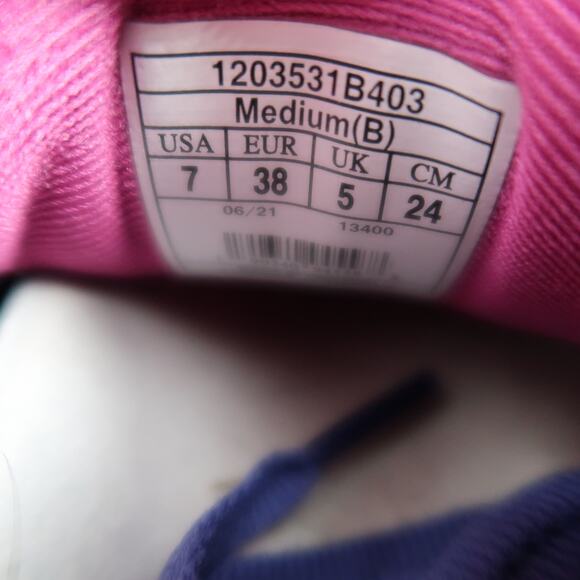 1203531B403
Medium(B)
USA EUR UK CM
7 38 5 24
06/21 13400